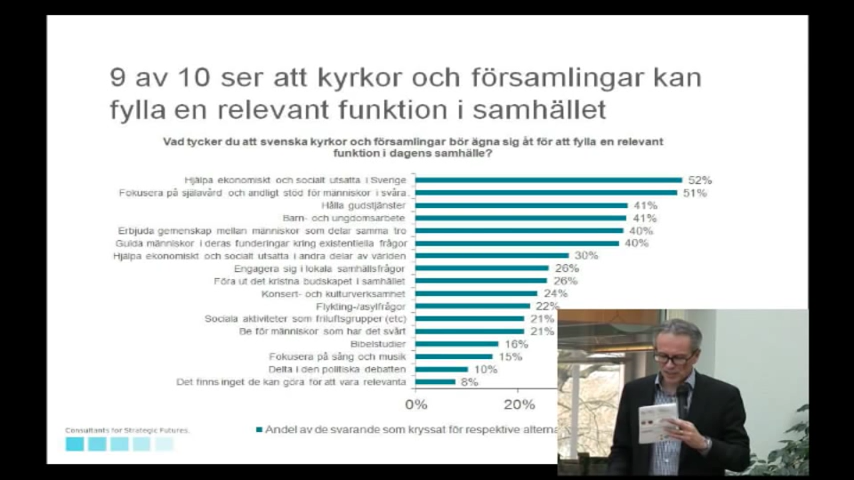 9 av 10 ser att kyrkor och församlingar kan
fylla en relevant funktion i samhället
Vad tycker du att svenska kyrkor och församlingar bör ägna sig åt för att fylla en relevant
funktion i dagens samhälle?
Hjälpa ekonomiskt och socialt utsatta i Sverige 52%
Fokusera på själavård och andligt stöd för människor i svåra 51%
Hålla gudstjänster 41%
Barn- och ungdomsarbete 41%
Erbjuda gemenskap mellan människor som delar samma tro 40%
Guida människor i deras funderingar kring existentiella frågor 40%
Hjälpa ekonomiskt och socialt utsatta i andra delar av världen 30%
Engagera sig i lokala samhällsfrågor 26%
Föra ut det kristna budskapet i samhället 26%
Konsert- och kulturverksamhet 24%
Flykting-/asylfrågor 22%
Sociala aktiviteter som friluftsgrupper (etc) 21%
Be för människor som har det svårt 21%
Bibelstudier 16%
Fokusera på sång och musik 15%
Delta i den politiska debatten 10%
Det finns inget de kan göra för att vara relevanta 8%
0% 20%
Andel av de svarande som kryssat för respektive alterna
Consultants for Strategic Futures.